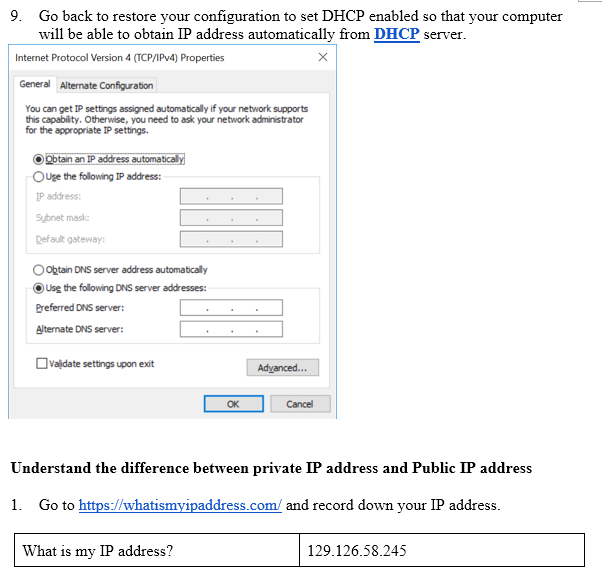 9. Go back to restore your configuration to set DHCP enabled so that your computer
will be able to obtain IP address automatically from DHCP server.
Internet Protocol Version 4 (TCP/IPv4) Properties
General Alternate Configuration
You can get IP settings assigned automatically if your network supports
this capability. Otherwise, you need to ask your network administrator
for the appropriate IP settings.
Obtain an IP address automatically
Use the following IP address:
IP address:
Subnet mask:
Default gateway:
Obtain DNS server address automatically
Use the following DNS server addresses:
Preferred DNS server:
Alternate DNS server:
Validate settings upon exit
Advanced...
OK Cancel
Understand the difference between private IP address and Public IP address
1. Go to https://whatismyipaddress.com/ and record down your IP address.
What is my IP address? 129.126.58.245